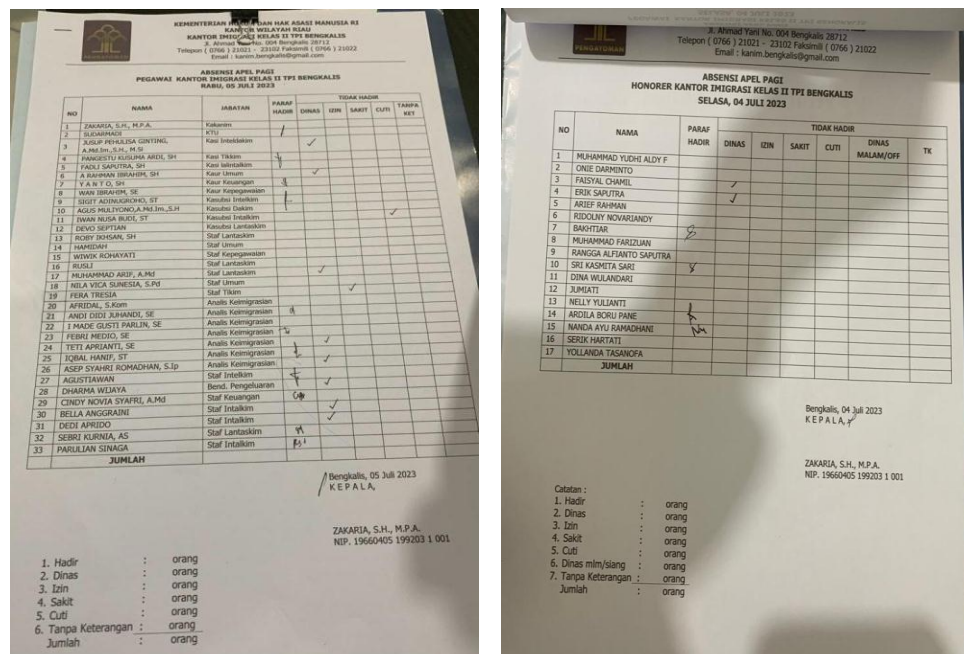 KEMENTERIAN HUKUM DAN HAK ASASI MANUSIA RI
KANTOR WILAYAH RIAU
KANTOR IMIGRASI KELAS II TPI BENGKALIS
Jl. Ahmad Yani No. 004 Bengkalis 28712
Telepon ( 0766 ) 21021 - 23102 Faksimili ( 0766 ) 21022
Email : kanim.bengkalis@gmail.com
ABSENSI APEL PAGI
PEGAWAI KANTOR IMIGRASI KELAS II TPI BENGKALIS
RABU, 05 JULI 2023
NO NAMA JABATAN PARAF HADIR TIDAK HADIR
DINAS IZIN SAKIT CUTI TANPA KET
1 ZAKARIA, S.H., M.P.A. Kakanim
2 SUDARMADI KTU
3 JUSUP PEHULISA GINTING, A.Md.Im.,S.H., M.Si Kasi Inteldakim
4 PANGESTU KUSUMA ARDI, SH Kasi Tikkim
5 FADLI SAPUTRA, SH Kasi lalintalkim
6 A RAHMAN IBRAHIM, SH Kaur Umum
7 Y A N T O, SH Kaur Keuangan
8 WAN IBRAHIM, SE Kaur Kepegawaian
9 SIGIT ADINUGROHO, ST Kasubsi Intelkim
10 AGUS MULIYONO,A.Md.Im.,S.H Kasubsi Dakim
11 IWAN NUSA BUDI, ST Kasubsi Intalkim
12 DEVO SEPTIAN Kasubsi Lantaskim
13 ROBY IKHSAN, SH Staf Lantaskim
14 HAMIDAH Staf Umum
15 WIWIK ROHAYATI Staf Kepegawaian
16 RUSLI Staf Lantaskim
17 MUHAMMAD ARIF, A.Md Staf Lantaskim
18 NILA VICA SUNESIA, S.Pd Staf Umum
19 FERA TRESIA Staf Tikim
20 AFRIDAL, S.Kom Analis Keimigrasian
21 ANDI DIDI JUHANDI, SE Analis Keimigrasian
22 I MADE GUSTI PARLIN, SE Analis Keimigrasian
23 FEBRI MEDIO, SE Analis Keimigrasian
24 TETI APRIANTI, SE Analis Keimigrasian
25 IQBAL HANIF, ST Analis Keimigrasian
26 ASEP SYAHRI ROMADHAN, S.Ip Analis Keimigrasian
27 AGUSTIAWAN Staf Intelkim
28 DHARMA WIJAYA Bend. Pengeluaran
29 CINDY NOVIA SYAFRI, A.Md Staf Keuangan
30 BELLA ANGGRAINI Staf Intalkim
31 DEDI APRIDO Staf Intalkim
32 SEBRI KURNIA, AS Staf Lantaskim
33 PARULIAN SINAGA Staf Intalkim
JUMLAH
Bengkalis, 05 Juli 2023
K E P A L A,
ZAKARIA, S.H., M.P.A.
NIP. 19660405 199203 1 001
1. Hadir : orang
2. Dinas : orang
3. Izin : orang
4. Sakit : orang
5. Cuti : orang
6. Tanpa Keterangan : orang
Jumlah : orang
PENGAYOMAN
Jl. Ahmad Yani No. 004 Bengkalis 28712
Telepon ( 0766 ) 21021 - 23102 Faksimili ( 0766 ) 21022
Email : kanim.bengkalis@gmail.com
ABSENSI APEL PAGI
HONORER KANTOR IMIGRASI KELAS II TPI BENGKALIS
SELASA, 04 JULI 2023
NO NAMA PARAF HADIR TIDAK HADIR
DINAS IZIN SAKIT CUTI DINAS MALAM/OFF TK
1 MUHAMMAD YUDHI ALDY F
2 ONIE DARMINTO
3 FAISYAL CHAMIL
4 ERIK SAPUTRA
5 ARIEF RAHMAN
6 RIDOLNY NOVARIANDY
7 BAKHTIAR
8 MUHAMMAD FARIZUAN
9 RANGGA ALFIANTO SAPUTRA
10 SRI KASMITA SARI
11 DINA WULANDARI
12 JUMIATI
13 NELLY YULIANTI
14 ARDILA BORU PANE
15 NANDA AYU RAMADHANI
16 SERIK HARTATI
17 YOLLANDA TASANOFA
JUMLAH
Bengkalis, 04 Juli 2023
K E P A L A,
ZAKARIA, S.H., M.P.A.
NIP. 19660405 199203 1 001
Catatan :
1. Hadir : orang
2. Dinas : orang
3. Izin : orang
4. Sakit : orang
5. Cuti : orang
6. Dinas mlm/siang : orang
7. Tanpa Keterangan : orang
Jumlah : orang